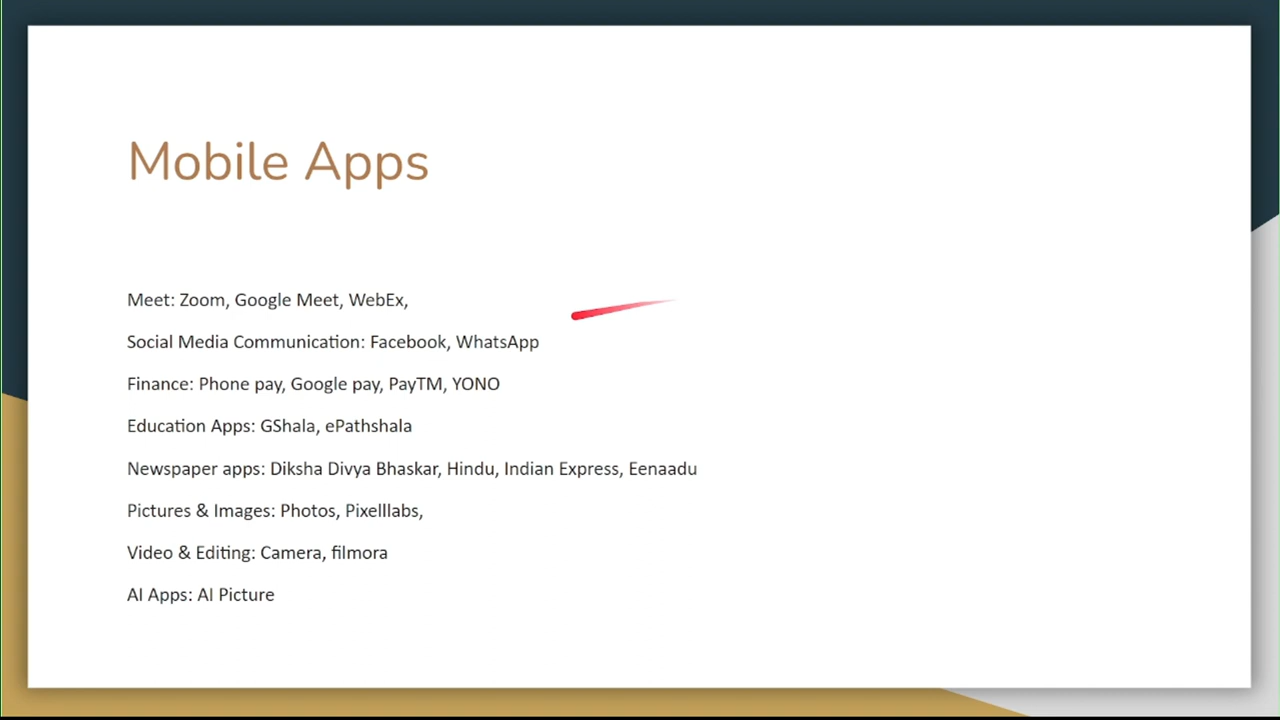 Mobile Apps
Meet: Zoom, Google Meet, WebEx,
Social Media Communication: Facebook, WhatsApp
Finance: Phone pay, Google pay, PayTM, YONO
Education Apps: GShala, ePathshala
Newspaper apps: Diksha Divya Bhaskar, Hindu, Indian Express, Eenaadu
Pictures & Images: Photos, Pixelllabs,
Video & Editing: Camera, filmora
AI Apps: AI Picture